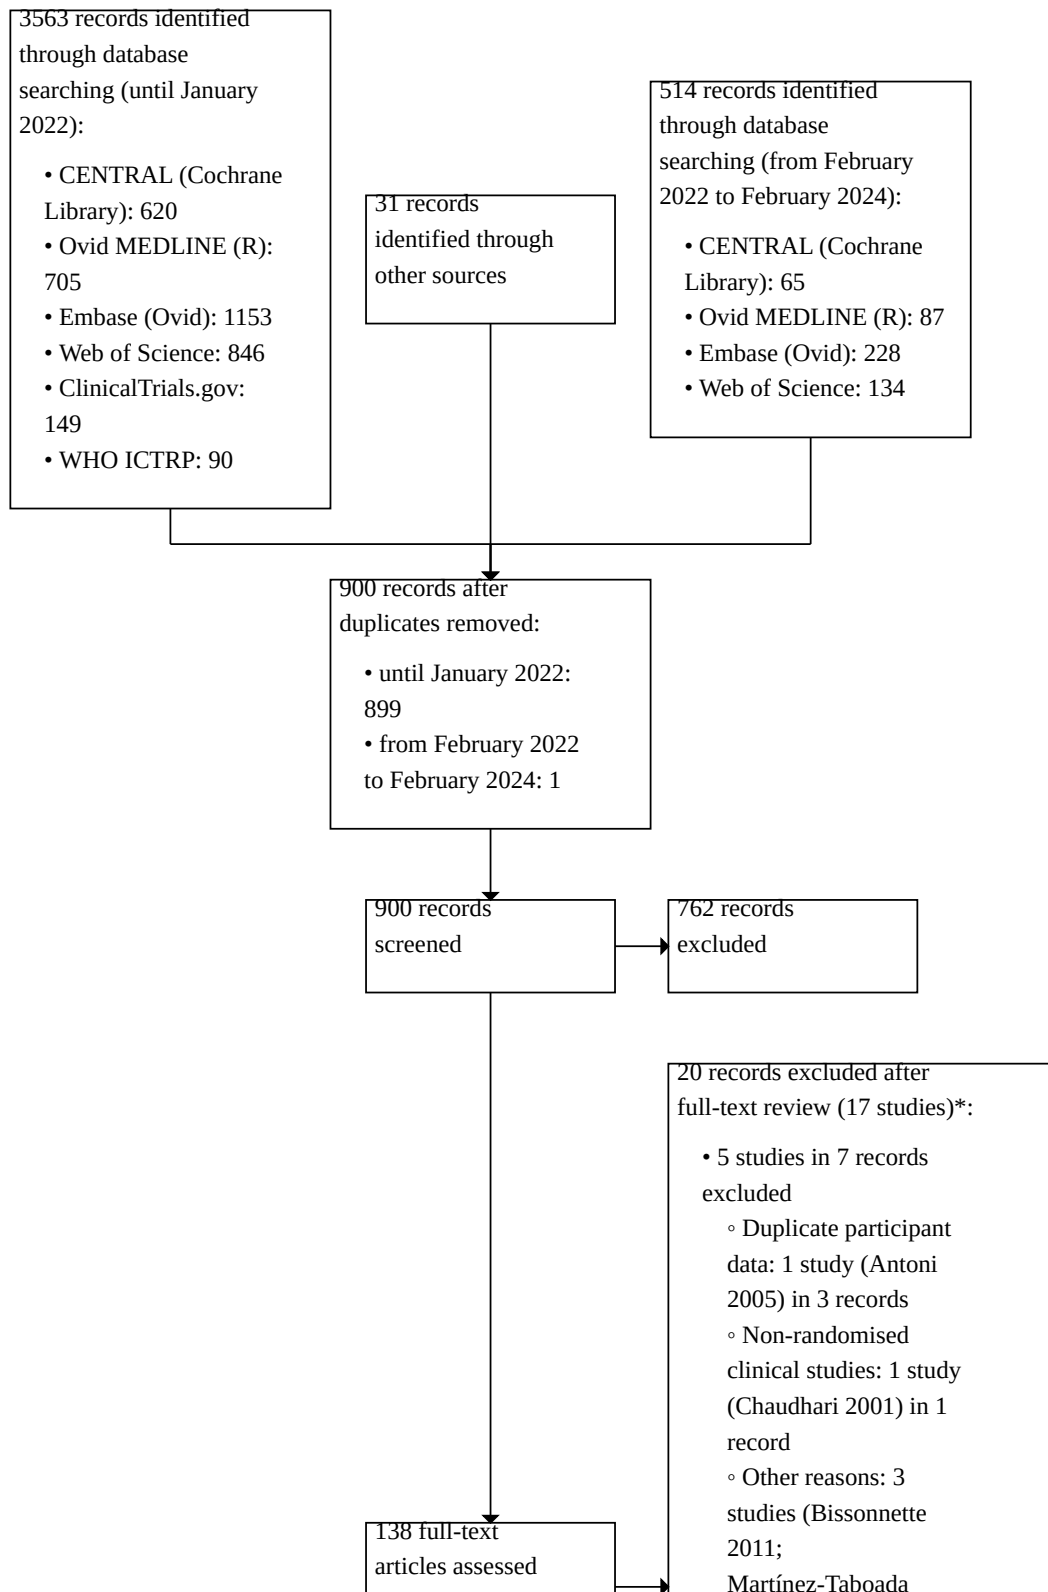 3563 records identified
through database
searching (until January
2022):
• CENTRAL (Cochrane
Library): 620
• Ovid MEDLINE (R):
705
• Embase (Ovid): 1153
• Web of Science: 846
• ClinicalTrials.gov:
149
• WHO ICTRP: 90
31 records
identified through
other sources
514 records identified
through database
searching (from February
2022 to February 2024):
• CENTRAL (Cochrane
Library): 65
• Ovid MEDLINE (R): 87
• Embase (Ovid): 228
• Web of Science: 134
900 records after
duplicates removed:
• until January 2022:
899
• from February 2022
to February 2024: 1
900 records
screened
762 records
excluded
20 records excluded after
full-text review (17 studies)*:
• 5 studies in 7 records
excluded
◦ Duplicate participant
data: 1 study (Antoni
2005) in 3 records
◦ Non-randomised
clinical studies: 1 study
(Chaudhari 2001) in 1
record
◦ Other reasons: 3
studies (Bissonnette
2011;
Martínez-Taboada
138 full-text
articles assessed